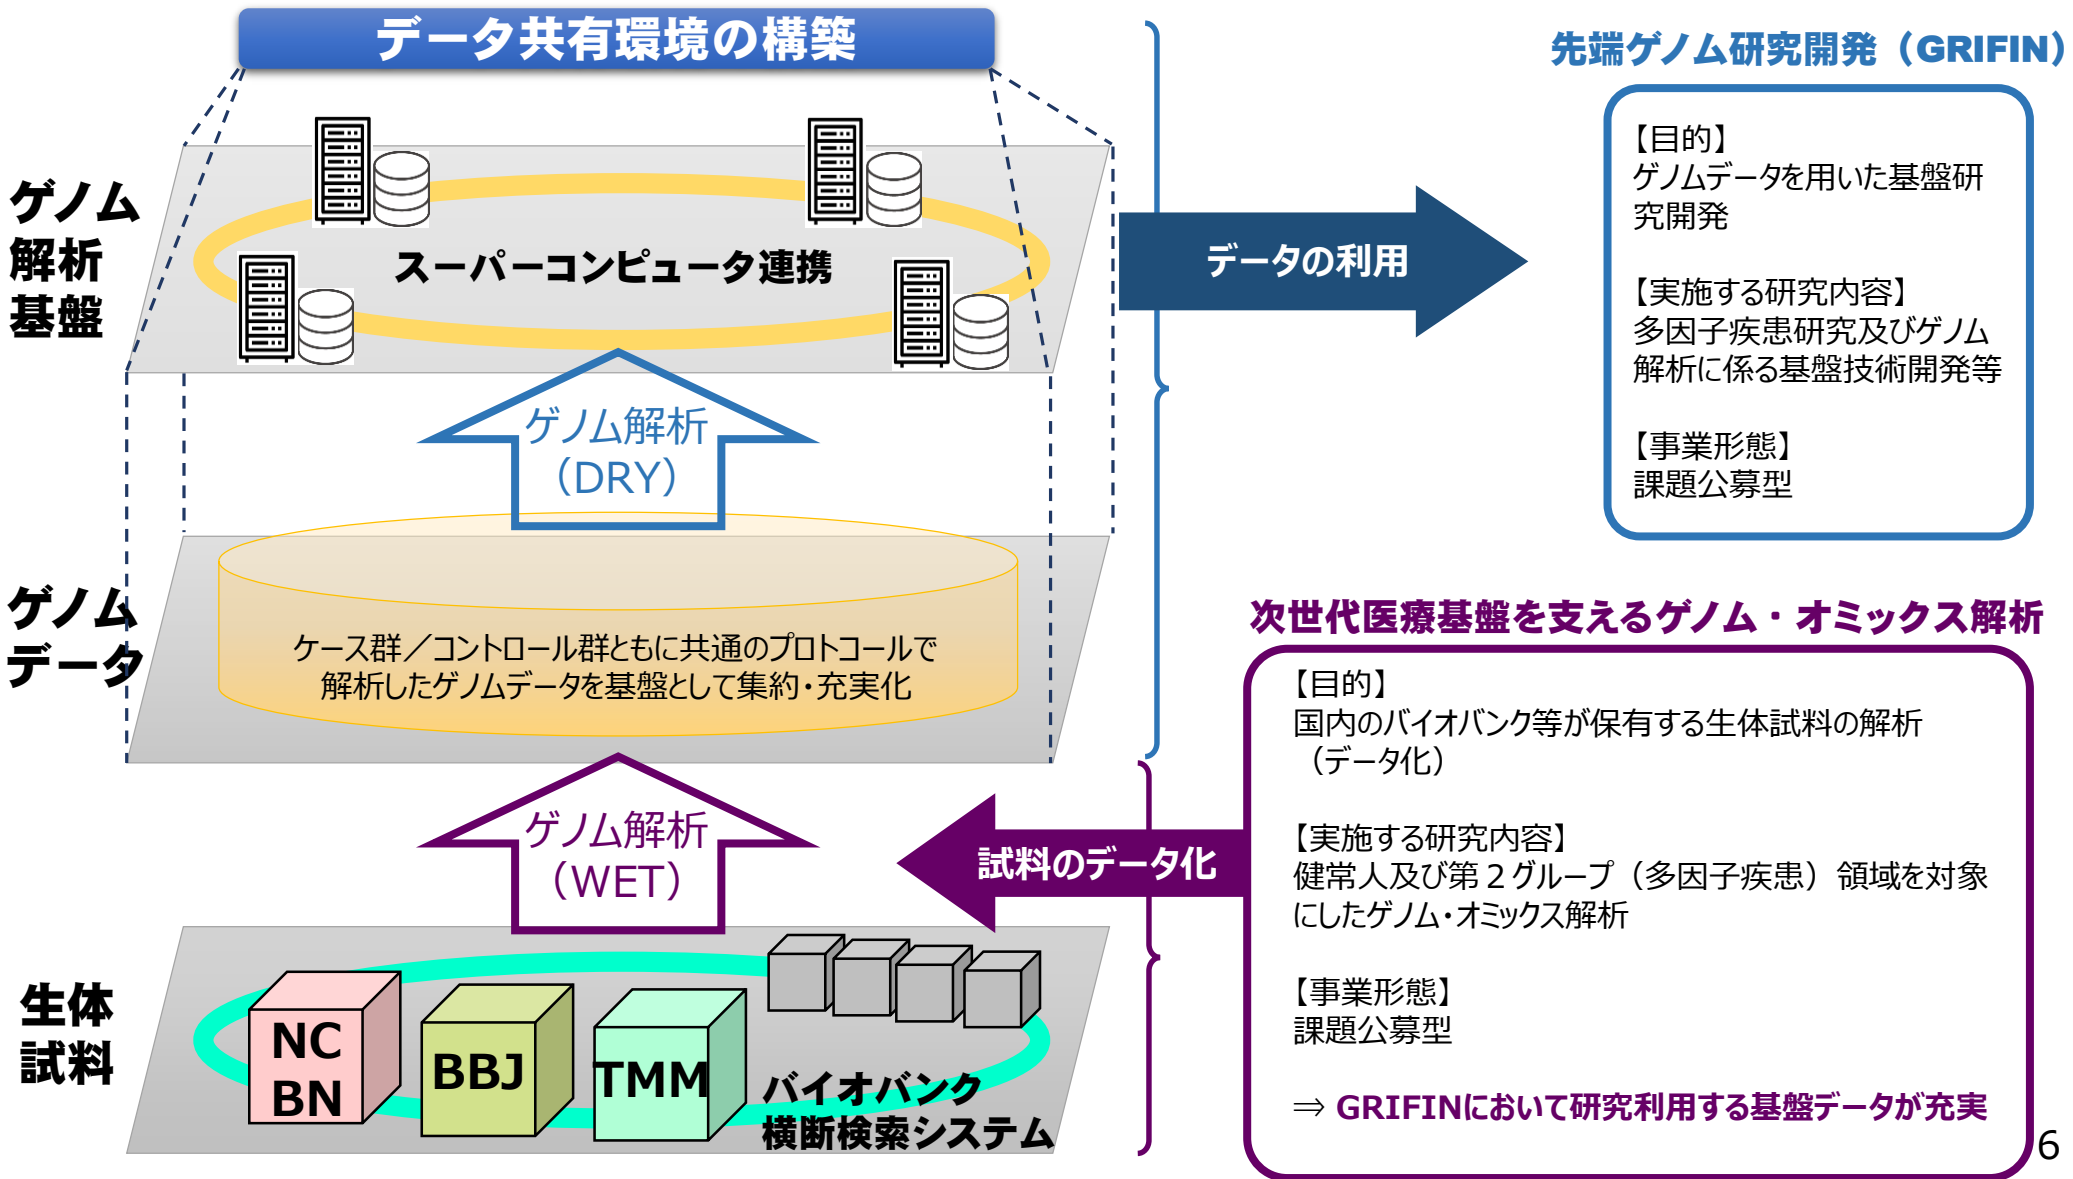 データ共有環境の構築
ゲノム
解析
基盤
スーパーコンピュータ連携
ゲノム解析
（DRY）
ゲノム
データ
ケース群／コントロール群ともに共通のプロトコールで
解析したゲノムデータを基盤として集約・充実化
ゲノム解析
（WET）
生体
試料
NC
BN
BBJ
TMM
バイオバンク
横断検索システム
データの利用
先端ゲノム研究開発（GRIFIN）
【目的】
ゲノムデータを用いた基盤研
究開発
【実施する研究内容】
多因子疾患研究及びゲノム
解析に係る基盤技術開発等
【事業形態】
課題公募型
試料のデータ化
次世代医療基盤を支えるゲノム・オミックス解析
【目的】
国内のバイオバンク等が保有する生体試料の解析
（データ化）
【実施する研究内容】
健常人及び第２グループ（多因子疾患）領域を対象
にしたゲノム・オミックス解析
【事業形態】
課題公募型
⇒ GRIFINにおいて研究利用する基盤データが充実
6